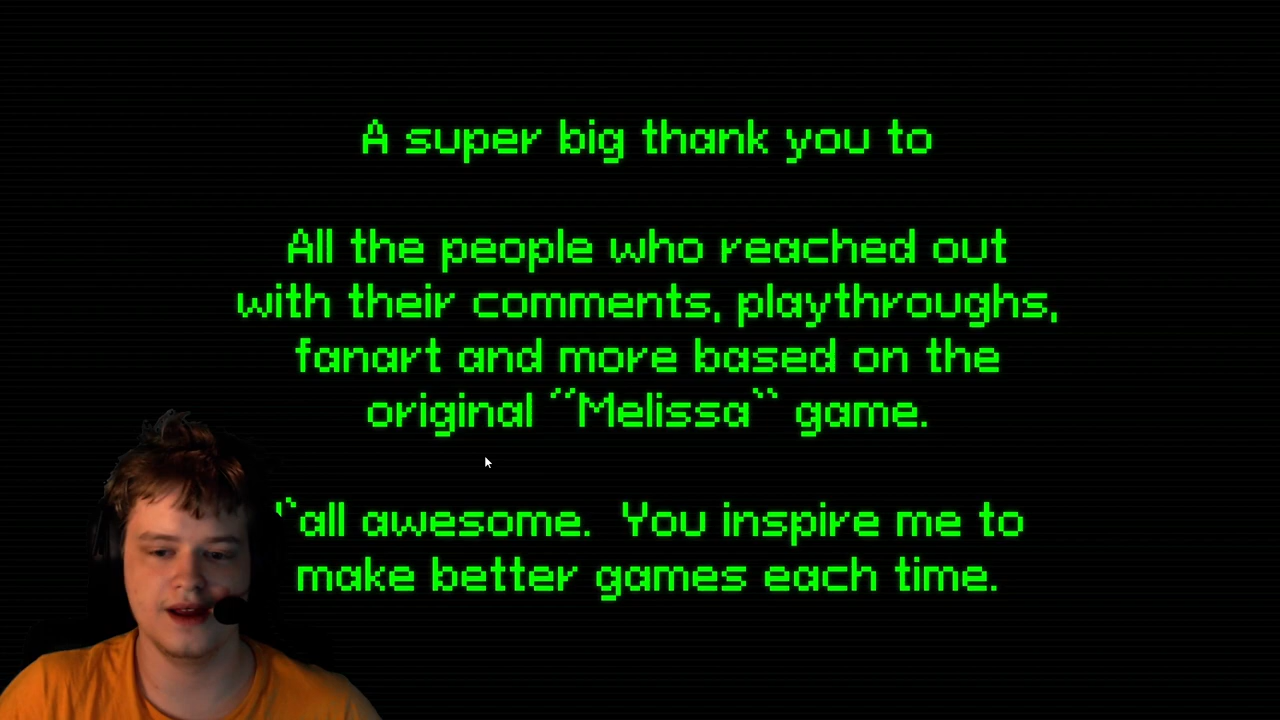 A super big thank you to
All the people who reached out
with their comments, playthroughs,
fanart and more based on the
original ´´Melissa`` game.
all awesome. You inspire me to
make better games each time.